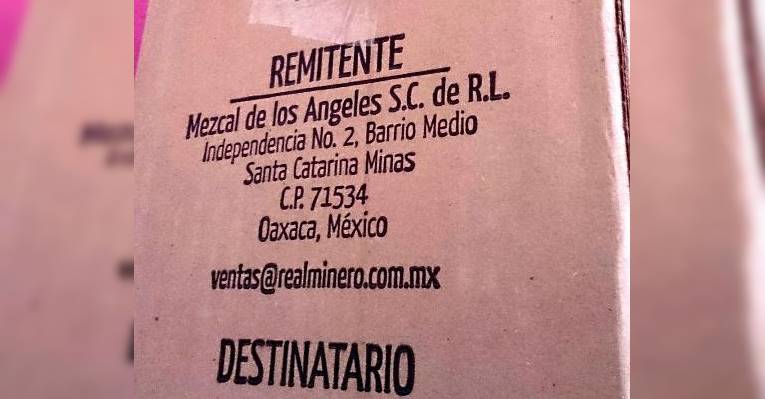 REMITENTE
Mezcal de los Angeles S.C. de R.L.
Independencia No. 2, Barrio Medio
Santa Catarina Minas
C.P. 71534
Oaxaca, México
ventas@realminero.com.mx
DESTINATARIO